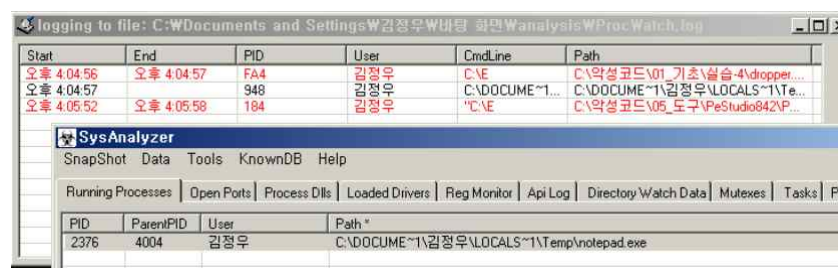 logging to file: C:\Documents and Settings\김정우\바탕 화면\analysis\ProcWatch.log
Start End PID User CmdLine Path
오후 4:04:56 오후 4:04:57 FA4 김정우 C:\E C:\악성코드\01_기초\실습-4\dropper....
오후 4:04:57 948 김정우 C:\DOCUME~1... C:\DOCUME~1\김정우\LOCALS~1\Te...
오후 4:05:52 오후 4:05:58 184 김정우 "C:\E C:\악성코드\05_도구\PeStudio842\P...
SysAnalyzer
SnapShot Data Tools KnownDB Help
Running Processes Open Ports Process Dlls Loaded Drivers Reg Monitor Api Log Directory Watch Data Mutexes Tasks P
PID ParentPID User Path *
2376 4004 김정우 C:\DOCUME~1\김정우\LOCALS~1\Temp\notepad.exe